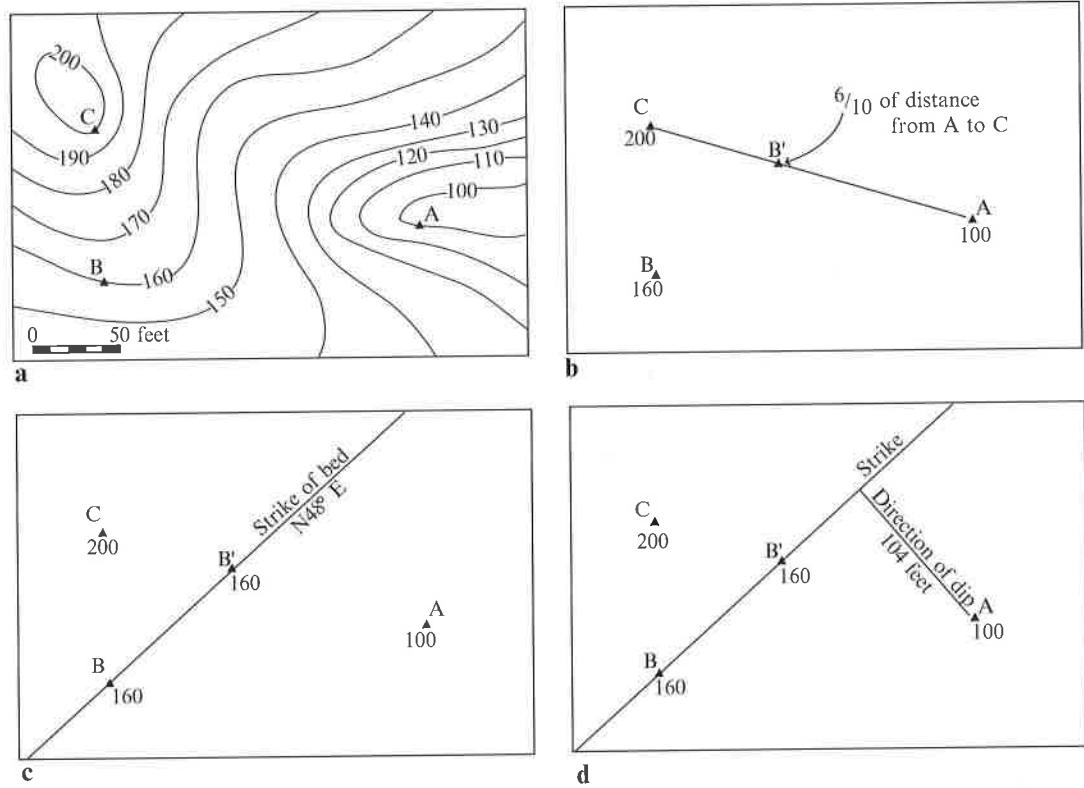 200
C
190
180
170
B
160
150
140
130
120
110
100
A
0 50 feet
a
C
200
B'
6/10 of distance
from A to C
A
100
B
160
b
C
200
B'
160
Strike of bed
N48° E
A
100
B
160
c
C
200
B'
160
Strike
Direction of dip
104 feet
A
100
B
160
d